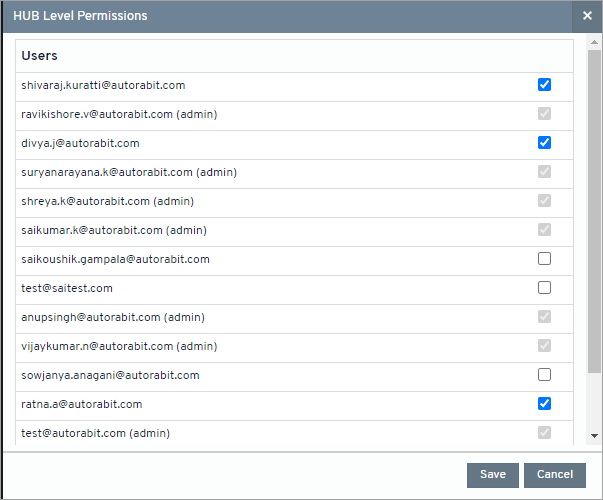 HUB Level Permissions
Users
shivaraj.kuratti@autorabit.com
ravikishore.v@autorabit.com (admin)
divya.j@autorabit.com
suryanarayana.k@autorabit.com (admin)
shreya.k@autorabit.com (admin)
saikumar.k@autorabit.com (admin)
saikoushik.gampala@autorabit.com
test@saitest.com
anupsingh@autorabit.com (admin)
vijaykumar.n@autorabit.com (admin)
sowjanya.anagani@autorabit.com
ratna.a@autorabit.com
test@autorabit.com (admin)
Save Cancel